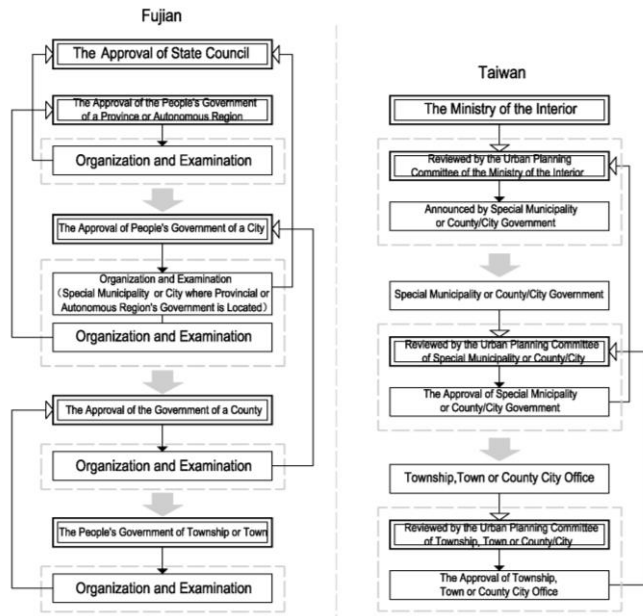 Fujian
The Approval of State Council
The Approval of the People's Government
of a Province or Autonomous Region
Organization and Examination
The Approval of People's Government of a City
Organization and Examination
(Special Municipality or City where Provincial or
Autonomous Region's Government is Located)
Organization and Examination
The Approval of the Government of a County
Organization and Examination
The People's Government of Township or Town
Organization and Examination
Taiwan
The Ministry of the Interior
Reviewed by the Urban Planning
Committee of the Ministry of the Interior
Announced by Special Municipality
or County/City Government
Special Municipality or County/City Government
Reviewed by the Urban Planning Committee
of Special Municipality or County/City
The Approval of Special Mnicipality
or County/City Government
Township,Town or County City Office
Reviewed by the Urban Planning Committee
of Township, Town or County/City
The Approval of Township,
Town or County City Office